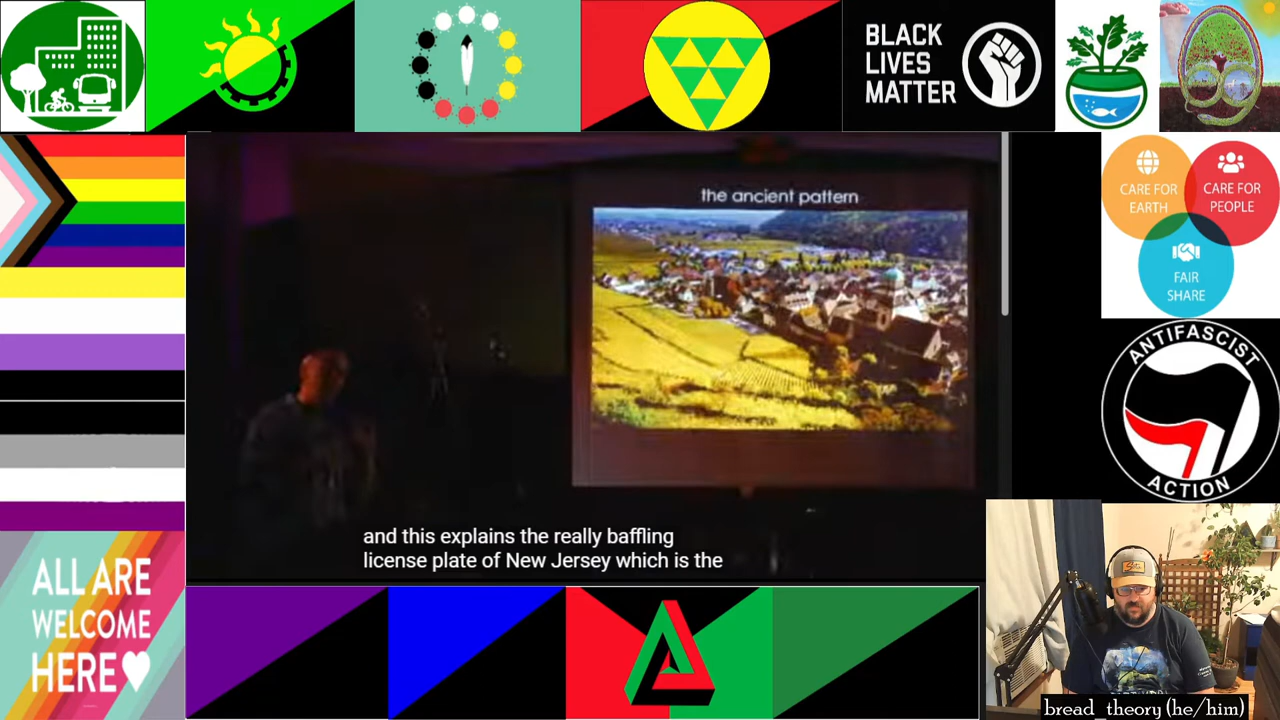 BLACK
LIVES
MATTER
the ancient pattern
CARE FOR
EARTH
CARE FOR
PEOPLE
FAIR
SHARE
ANTIFASCIST
ACTION
and this explains the really baffling
license plate of New Jersey which is the
ALL ARE
WELCOME
HERE
bread_theory (he/him)